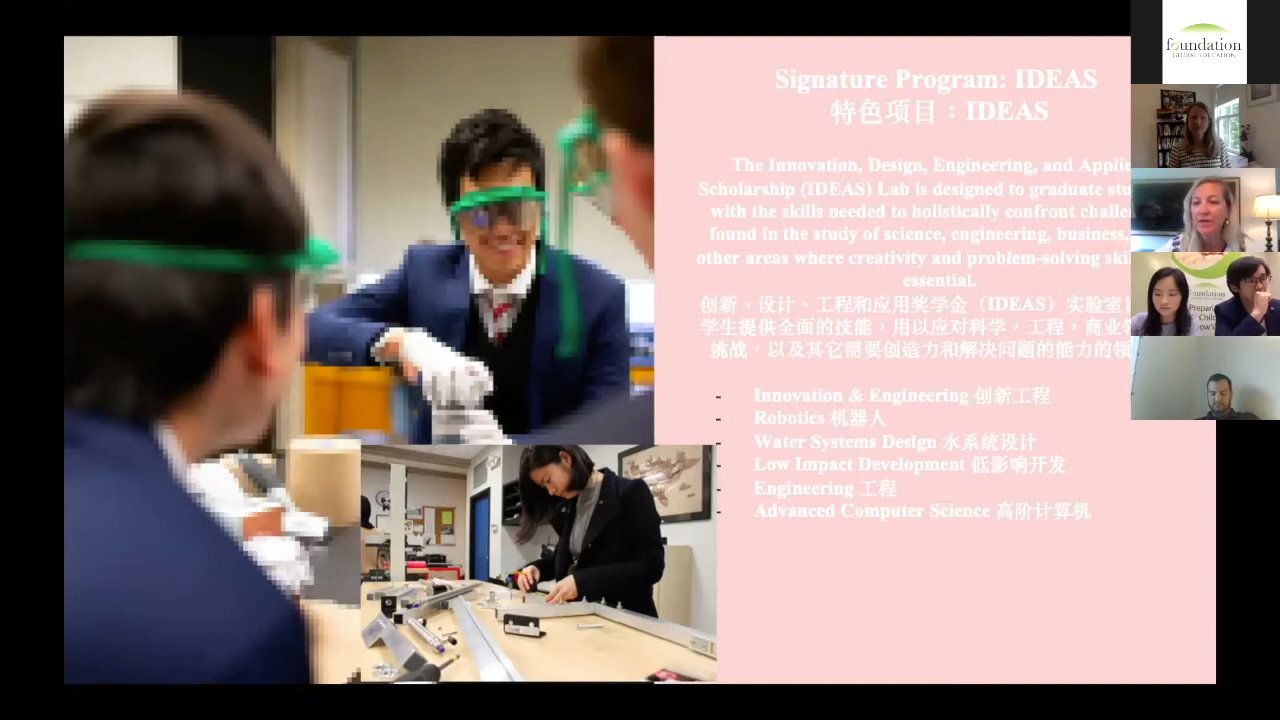 Signature Program: IDEAS
特色项目：IDEAS
The Innovation, Design, Engineering, and
Scholarship (IDEAS) Lab is designed to graduate
with the skills needed to holistically confront
found in the study of science, engineering, business,
other areas where creativity and problem-solving
essential.
创新、设计、工程和应用奖学金（IDEAS）实验室
学生提供全面的技能，用以应对科学，工程，商业
挑战，以及其它需要创造力和解决问题的能力的领
- Innovation & Engineering 创新工程
- Robotics 机器人
- Water Systems Design 水系统设计
- Low Impact Development 低影响开发
- Engineering 工程
- Advanced Computer Science 高阶计算机
foundation
GLOBAL EDUCATION
foundation